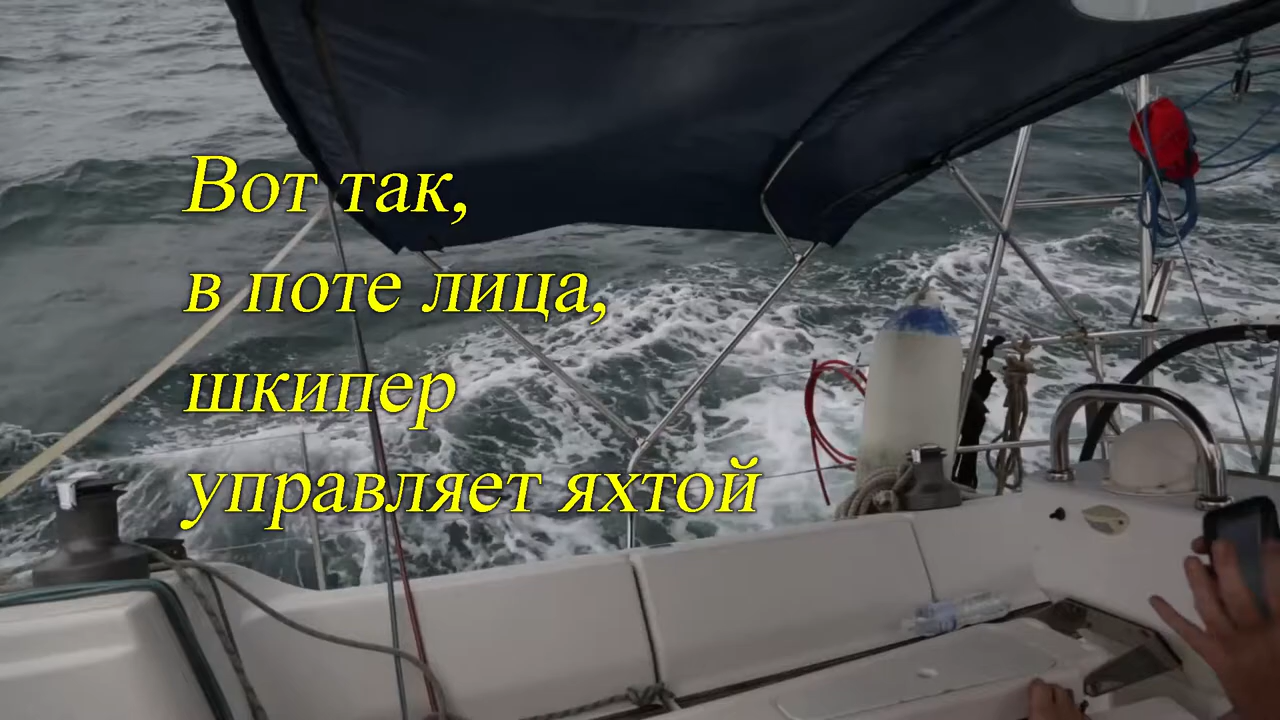 Вот так,
в поте лица,
шкипер
управляет яхтой